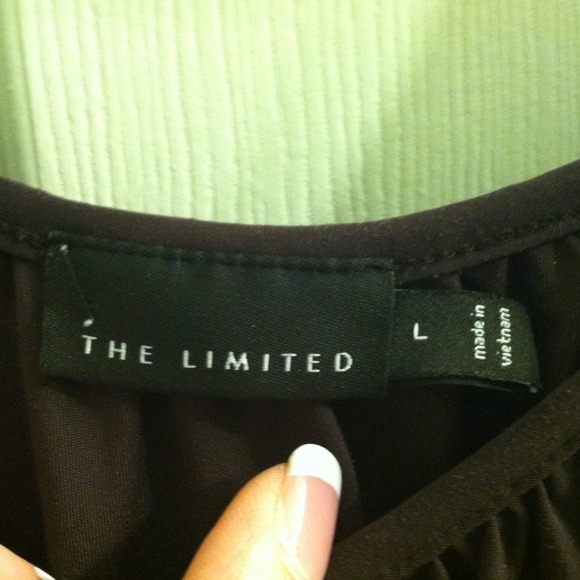 THE LIMITED
L
made in
vietnam